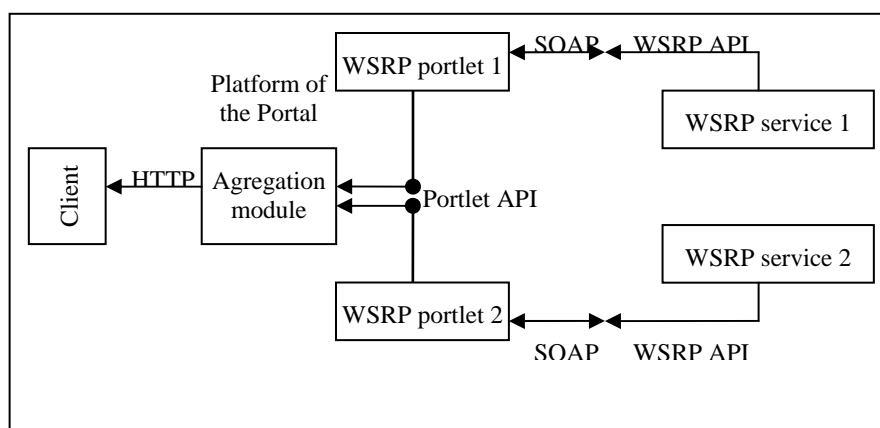 SOAP WSRP API
WSRP portlet 1
Platform of
the Portal
WSRP service 1
Client
HTTP
Agregation
module
Portlet API
WSRP service 2
WSRP portlet 2
SOAP WSRP API